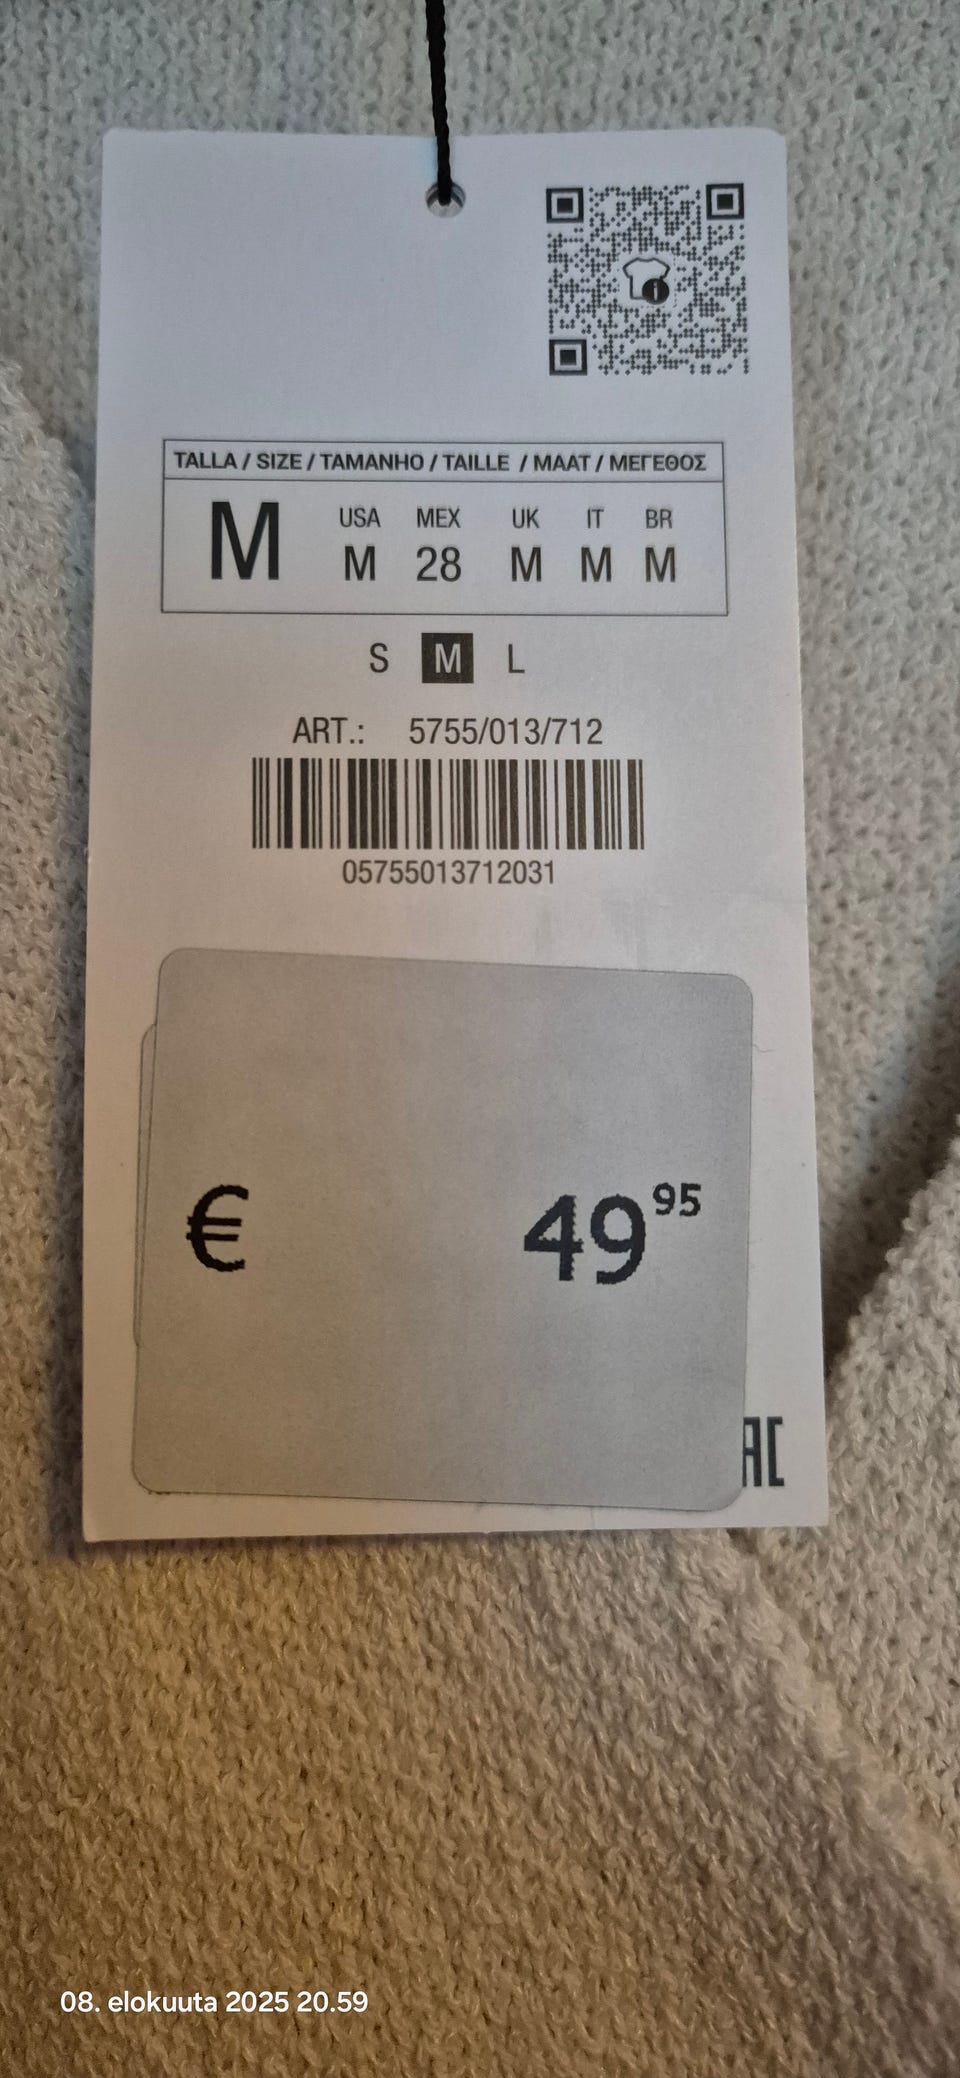 TALLA / SIZE / TAMANHO / TAILLE / MAAT / ΜΕΓΕΘΟΣ
USA MEX UK IT BR
M M 28 M M M
S M L
ART.: 5755/013/712
05755013712031
€ 49 95
08. elokuuta 2025 20.59